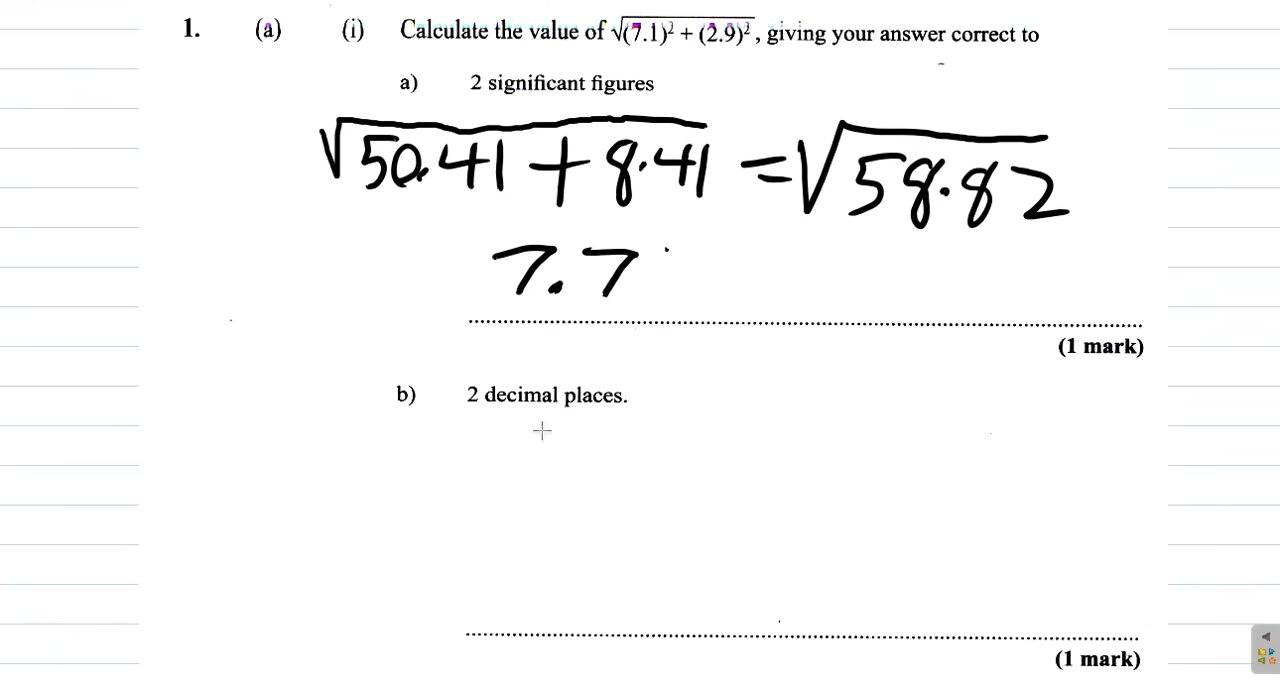 1. (a) (i) Calculate the value of √(7.1)² + (2.9)² , giving your answer correct to
a) 2 significant figures
√50.41 + 8.41 = √58.82
7.7
(1 mark)
b) 2 decimal places.
(1 mark)